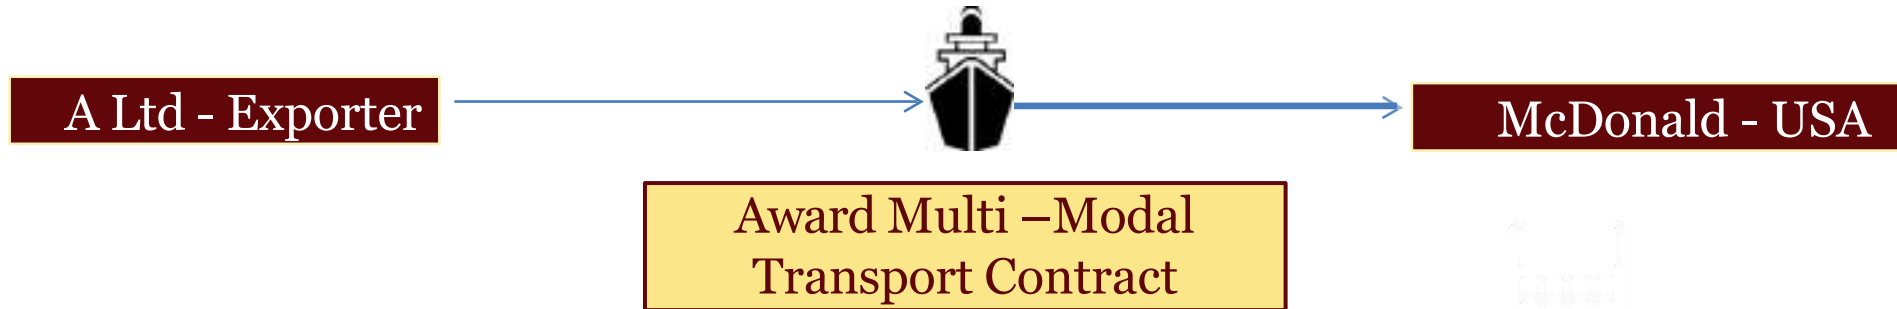 A Ltd - Exporter
McDonald - USA
Award Multi –Modal
Transport Contract